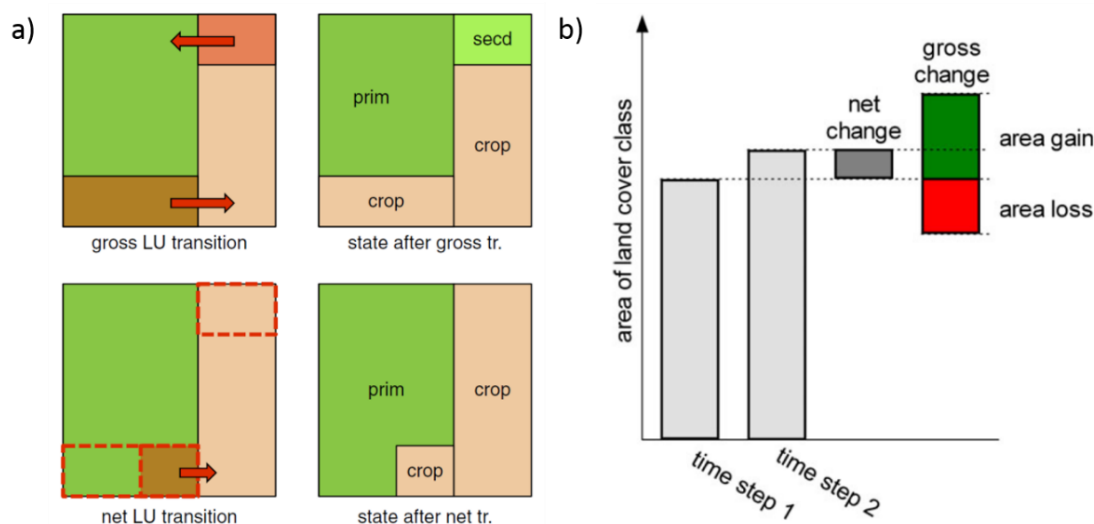 a)
secd
prim
crop
crop
gross LU transition
state after gross tr.
prim
crop
crop
net LU transition
state after net tr.
b)
area of land cover class
gross
change
net
change
area gain
area loss
time step 1
time step 2